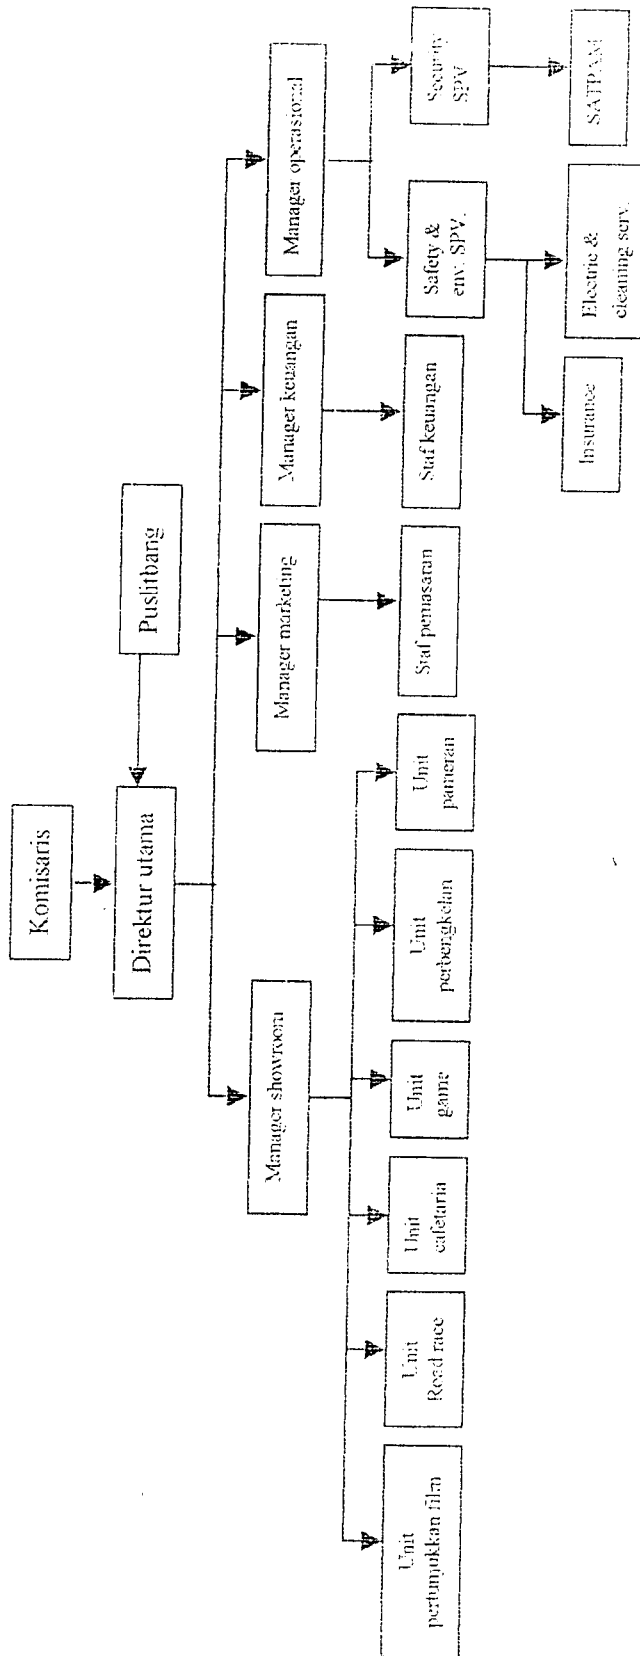 Komisaris
Direktur utama
Puslitbang
Manager showroom
Manager marketing
Manager keuangan
Manager operasional
Unit
pertunjukkan film
Unit
Road race
Unit
cafetaria
Unit
game
Unit
perbengkelan
Unit
pameran
Staf pemasaran
Staf keuangan
Safety &
env. SPV.
Security
SPV
Insurance
Electric &
cleaning serv.
SATPAM